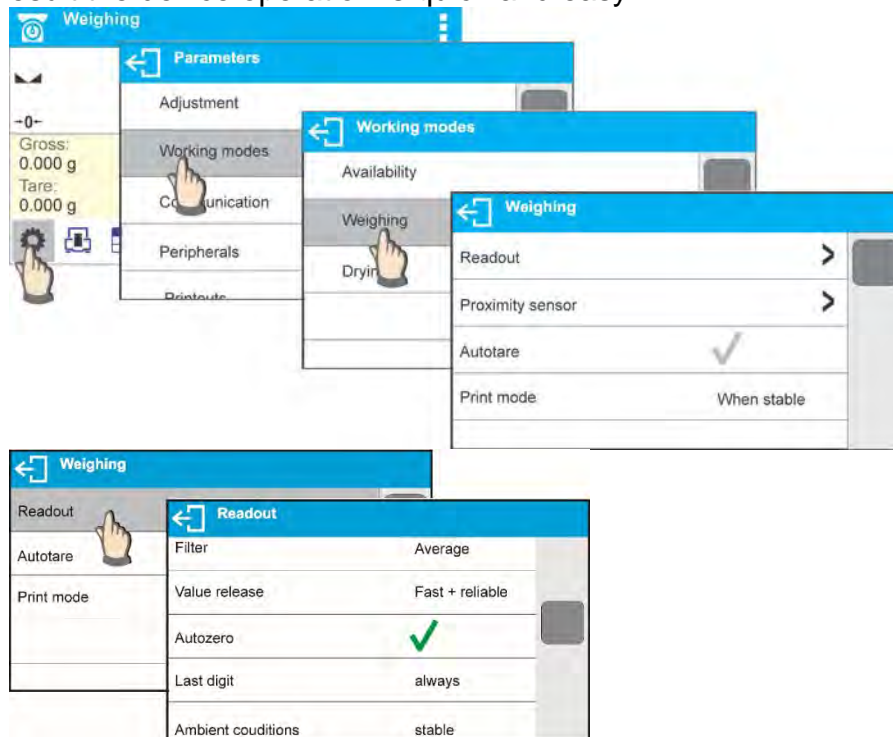 Weighing
Parameters
Adjustment
Working modes
Peripherals
Printouts
→0←
Gross:
0.000 g
Tare:
0.000 g
Working modes
Availability
Weighing
Weighing
Readout >
Proximity sensor >
Autotare
Print mode When stable
Weighing
Readout
Autotare
Print mode
Readout
Filter Average
Value release Fast + reliable
Autozero
Last digit always
Ambient couditions stable